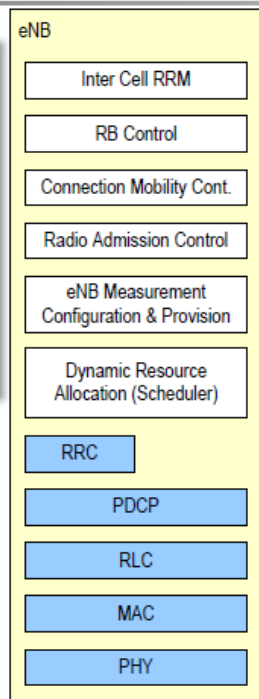 eNB
Inter Cell RRM
RB Control
Connection Mobility Cont.
Radio Admission Control
eNB Measurement
Configuration & Provision
Dynamic Resource
Allocation (Scheduler)
RRC
PDCP
RLC
MAC
PHY